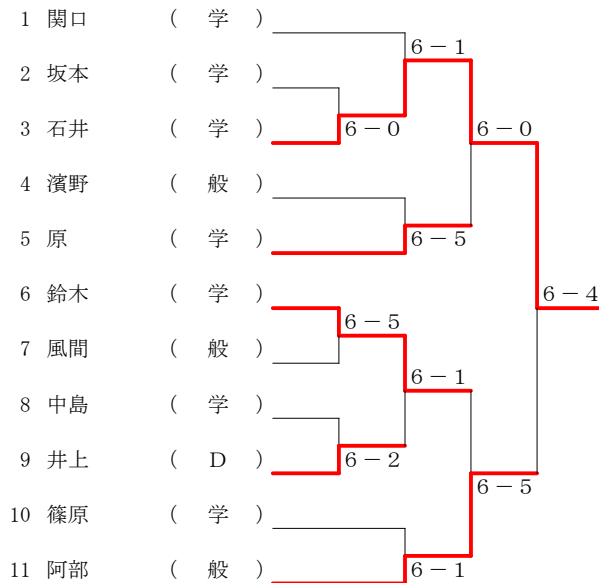 1 関口 ( 学 )
6－1
2 坂本 ( 学 )
3 石井 ( 学 ) 6－0 6－0
4 濱野 ( 般 )
5 原 ( 学 ) 6－5
6 鈴木 ( 学 ) 6－4
6－5
7 風間 ( 般 )
6－1
8 中島 ( 学 )
9 井上 ( D ) 6－2
6－5
10 篠原 ( 学 )
11 阿部 ( 般 ) 6－1